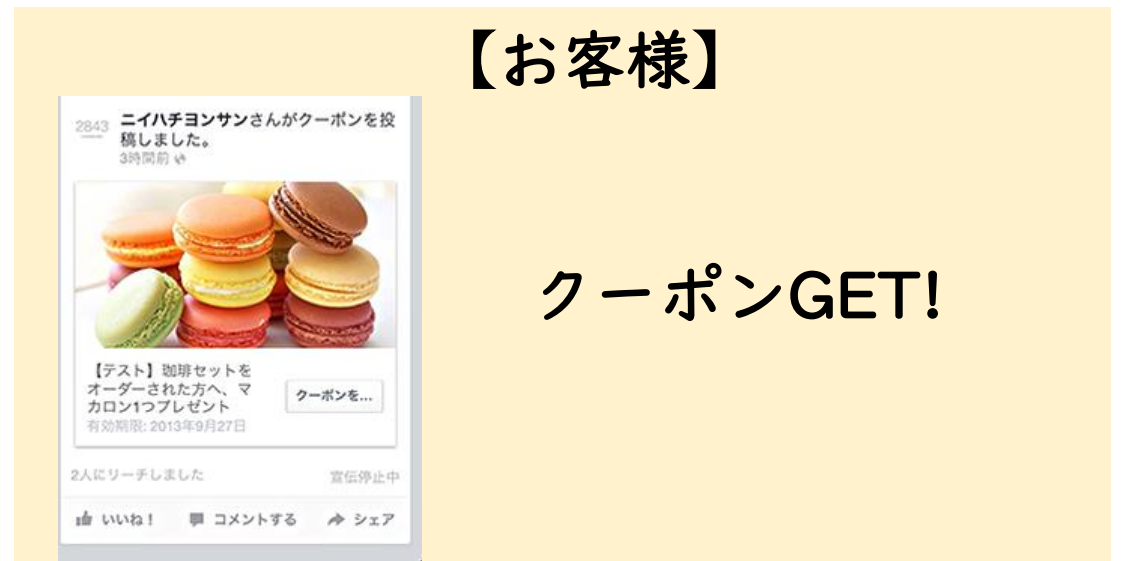 【お客様】
2843
ニイハチヨンサンさんがクーポンを投
稿しました。
3時間前
クーポンGET!
【テスト】珈琲セットを
オーダーされた方へ、マ
カロン1つプレゼント
有効期限: 2013年9月27日
クーポンを...
2人にリーチしました
宣伝停止中
いいね！
コメントする
シェア